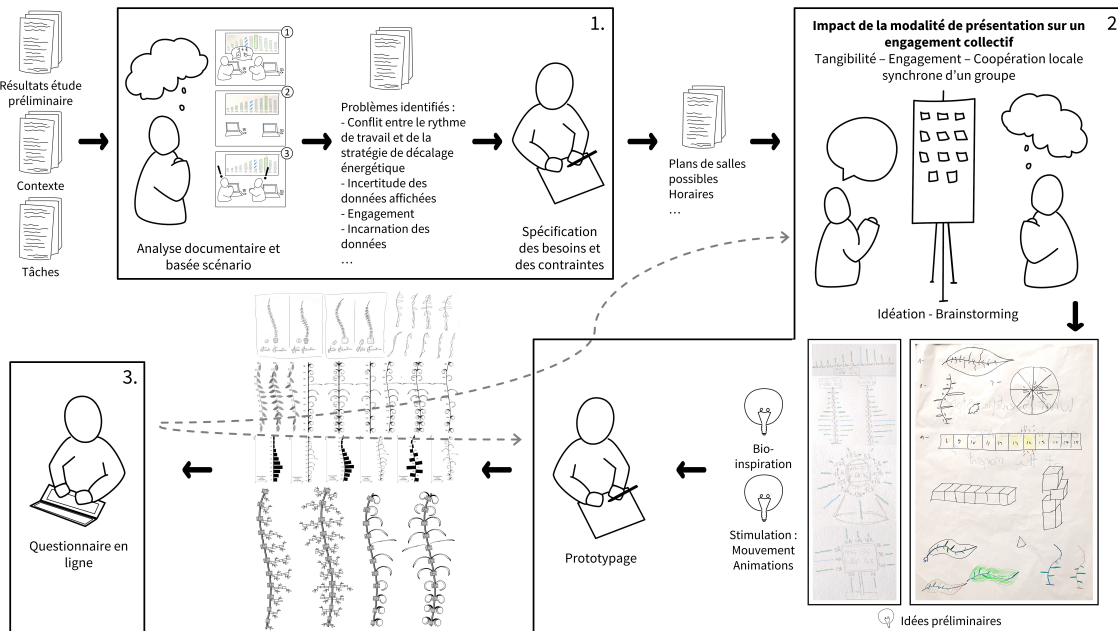 Résultats étude
préliminaire
Contexte
Tâches
1.
1
2
3
Analyse documentaire et
basée scénario
Problèmes identifiés :
- Conflit entre le rythme
de travail et de la
stratégie de décalage
énergétique
- Incertitude des
données affichées
- Engagement
- Incarnation des
données
…
Spécification
des besoins et
des contraintes
Plans de salles
possibles
Horaires
…
2
Impact de la modalité de présentation sur un
engagement collectif
Tangibilité – Engagement – Coopération locale
synchrone d’un groupe
Idéation - Brainstorming
Idées préliminaires
Bio-
inspiration
Stimulation :
Mouvement
Animations
Prototypage
3.
Questionnaire en
ligne